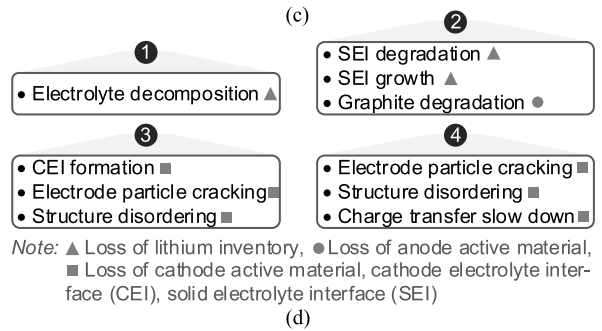 (c)
1
2
• Electrolyte decomposition ▲
• SEI degradation ▲
• SEI growth ▲
• Graphite degradation ●
3
4
• CEI formation ■
• Electrode particle cracking ■
• Structure disordering ■
• Electrode particle cracking ■
• Structure disordering ■
• Charge transfer slow down ■
Note: ▲ Loss of lithium inventory, ● Loss of anode active material,
■ Loss of cathode active material, cathode electrolyte inter-
face (CEI), solid electrolyte interface (SEI)
(d)